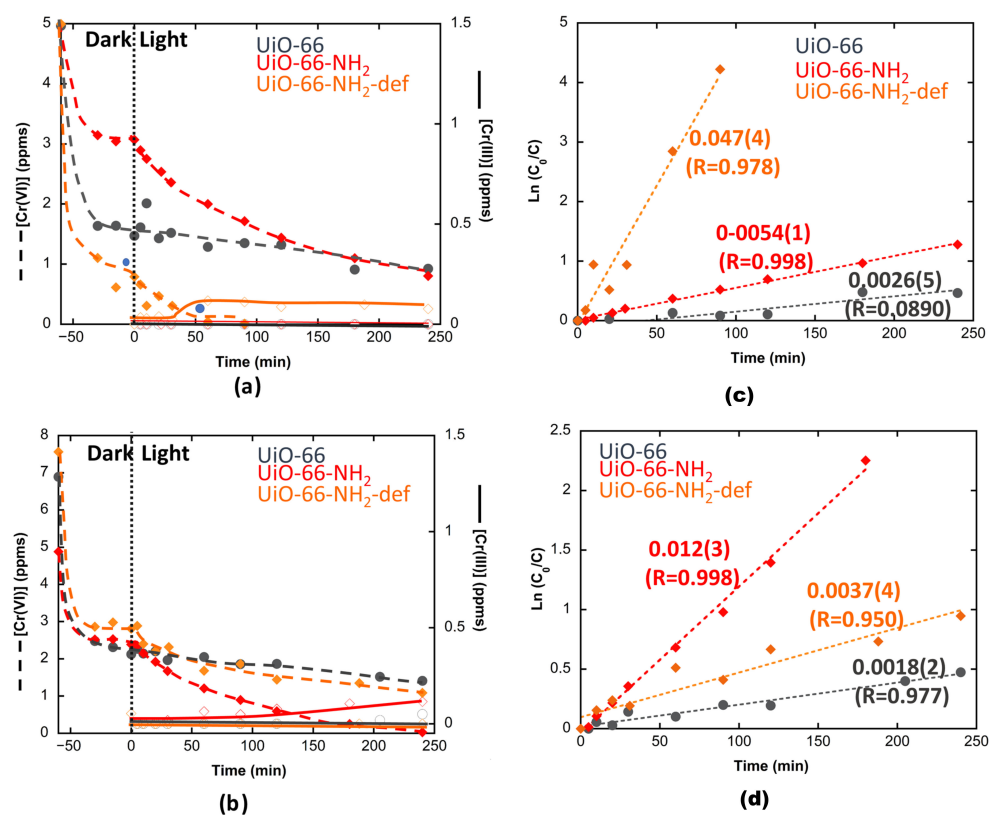 5
4
3
2
1
0
1.5
1
0.5
0
Dark Light
UiO-66
UiO-66-NH2
UiO-66-NH2-def
[Cr(VI)] (ppms)
[Cr(III)] (ppms)
−50 0 50 100 150 200 250
Time (min)
(a)
5
4
3
2
1
0
Ln (C0/C)
UiO-66
UiO-66-NH2
UiO-66-NH2-def
0.047(4)
(R=0.978)
0-0054(1)
(R=0.998)
0.0026(5)
(R=0.0890)
0 50 100 150 200 250
Time (min)
(c)
8
7
6
5
4
3
2
1
0
1.5
1
0.5
0
Dark Light
UiO-66
UiO-66-NH2
UiO-66-NH2-def
[Cr(VI)] (ppms)
[Cr(III)] (ppms)
−50 0 50 100 150 200 250
Time (min)
(b)
2.5
2
1.5
1
0.5
0
Ln (C0/C)
UiO-66
UiO-66-NH2
UiO-66-NH2-def
0.012(3)
(R=0.998)
0.0037(4)
(R=0.950)
0.0018(2)
(R=0.977)
0 50 100 150 200 250
Time (min)
(d)